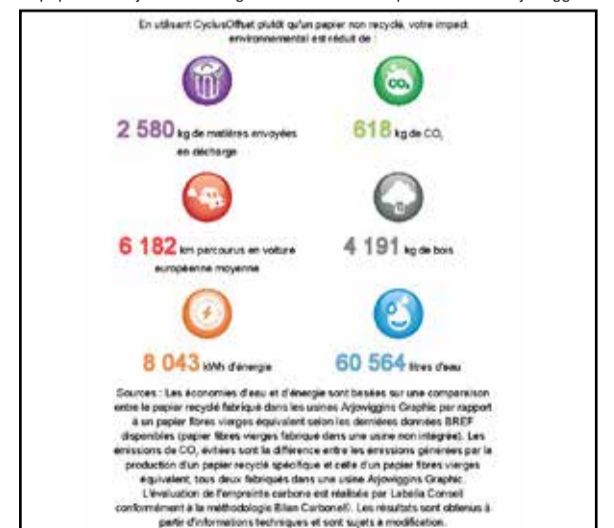 En utilisant CyclusOffset plutôt qu'un papier non recyclé, votre impact
environnemental est réduit de :
CO₂
2 580 kg de matières envoyées
en décharge
618 kg de CO₂
6 182 km parcourus en voiture
européenne moyenne
4 191 kg de bois
8 043 kWh d'énergie
60 564 litres d'eau
Sources : Les économies d'eau et d'énergie sont basées sur une comparaison
entre le papier recyclé fabriqué dans les usines Arjowiggins Graphic par rapport
à un papier fibres vierges équivalent selon les dernières données BREF
disponibles (papier fibres vierges fabriqué dans une usine non intégrée). Les
émissions de CO₂ évitées sont la différence entre les émissions générées par la
production d'un papier recyclé spécifique et celle d'un papier fibres vierges
équivalent, tous deux fabriqués dans une usine Arjowiggins Graphic.
L'évaluation de l'empreinte carbone est réalisée par Labelia Conseil
conformément à la méthodologie Bilan Carbone®. Les résultats sont obtenus à
partir d'informations techniques et sont sujets à modification.